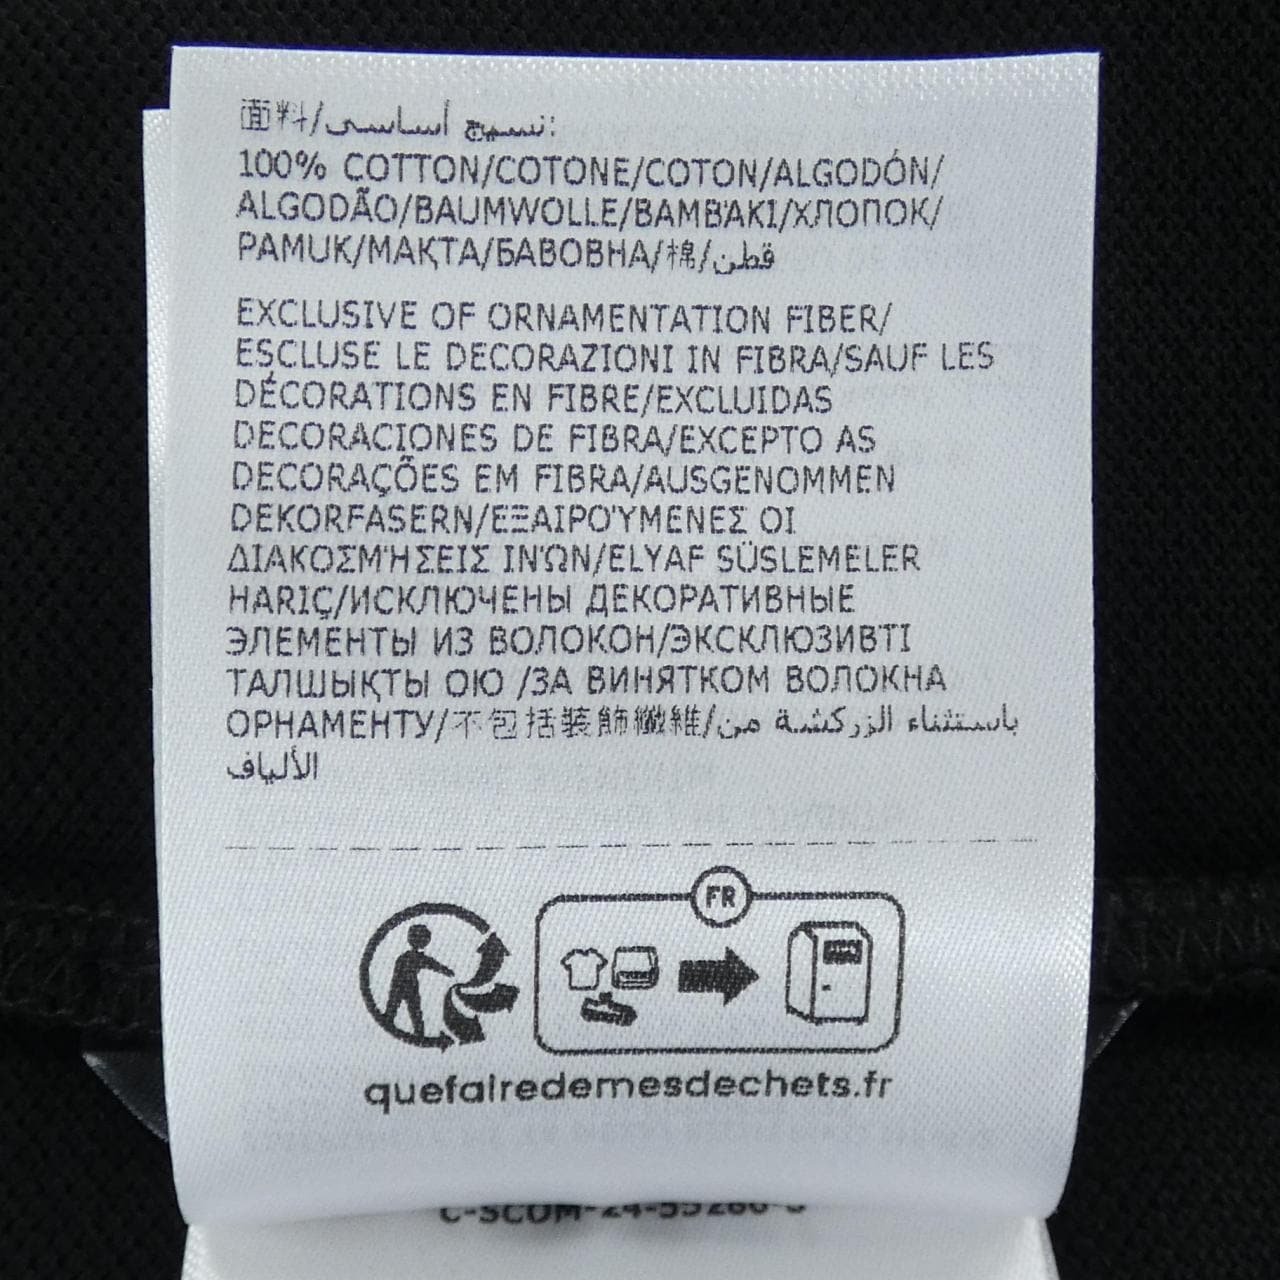 面料/نسيج أساسى:
100% COTTON/COTONE/COTON/ALGODÓN/
ALGODÃO/BAUMWOLLE/ΒΑΜΒΆΚΙ/ХЛОПОК/
PAMUK/МАҚТА/БАВОВНА/棉/قطن
EXCLUSIVE OF ORNAMENTATION FIBER/
ESCLUSE LE DECORAZIONI IN FIBRA/SAUF LES
DÉCORATIONS EN FIBRE/EXCLUIDAS
DECORACIONES DE FIBRA/EXCEPTO AS
DECORAÇÕES EM FIBRA/AUSGENOMMEN
DEKORFASERN/ΕΞΑΙΡΟΎΜΕΝΕΣ ΟΙ
ΔΙΑΚΟΣΜΉΣΕΙΣ ΙΝΏΝ/ELYAF SÜSLEMELER
HARIÇ/ИСКЛЮЧЕНЫ ДЕКОРАТИВНЫЕ
ЭЛЕМЕНТЫ ИЗ ВОЛОКОН/ЭКСКЛЮЗИВТІ
ТАЛШЫҚТЫ ОЮ /ЗА ВИНЯТКОМ ВОЛОКНА
ОРНАМЕНТУ/不包括装飾纖維/باستثناء الزركشة من
الألياف
FR
quefairedemesdechets.fr